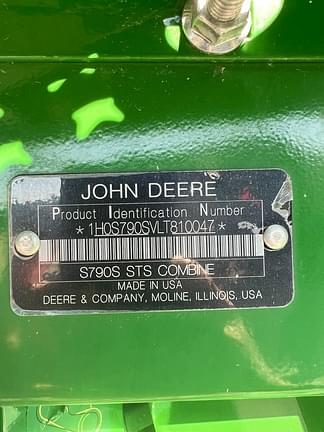 JOHN DEERE
Product Identification Number
*1H0S790SVLT810047*
S790S STS COMBINE
MADE IN USA
DEERE & COMPANY, MOLINE, ILLINOIS, USA